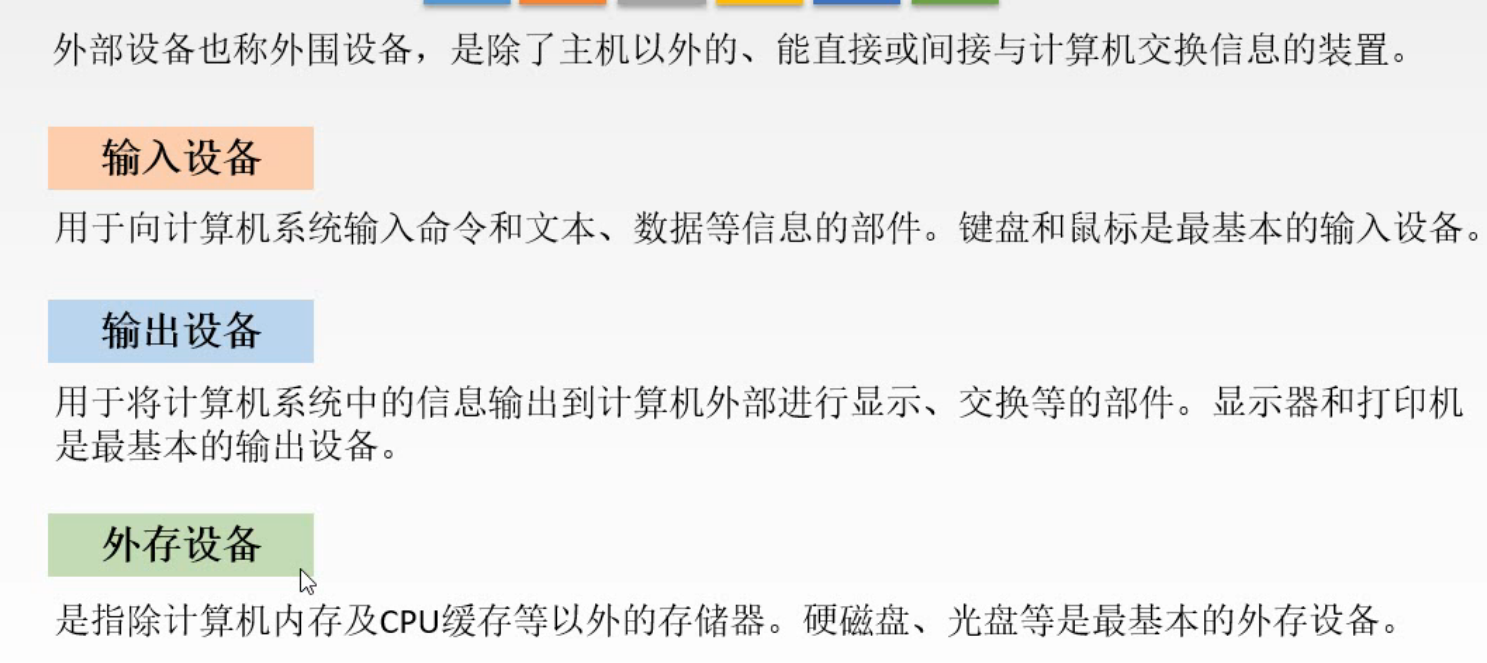 外部设备也称外围设备，是除了主机以外的、能直接或间接与计算机交换信息的装置。
输入设备
用于向计算机系统输入命令和文本、数据等信息的部件。键盘和鼠标是最基本的输入设备。
输出设备
用于将计算机系统中的信息输出到计算机外部进行显示、交换等的部件。显示器和打印机
是最基本的输出设备。
外存设备
是指除计算机内存及CPU缓存等以外的存储器。硬磁盘、光盘等是最基本的外存设备。